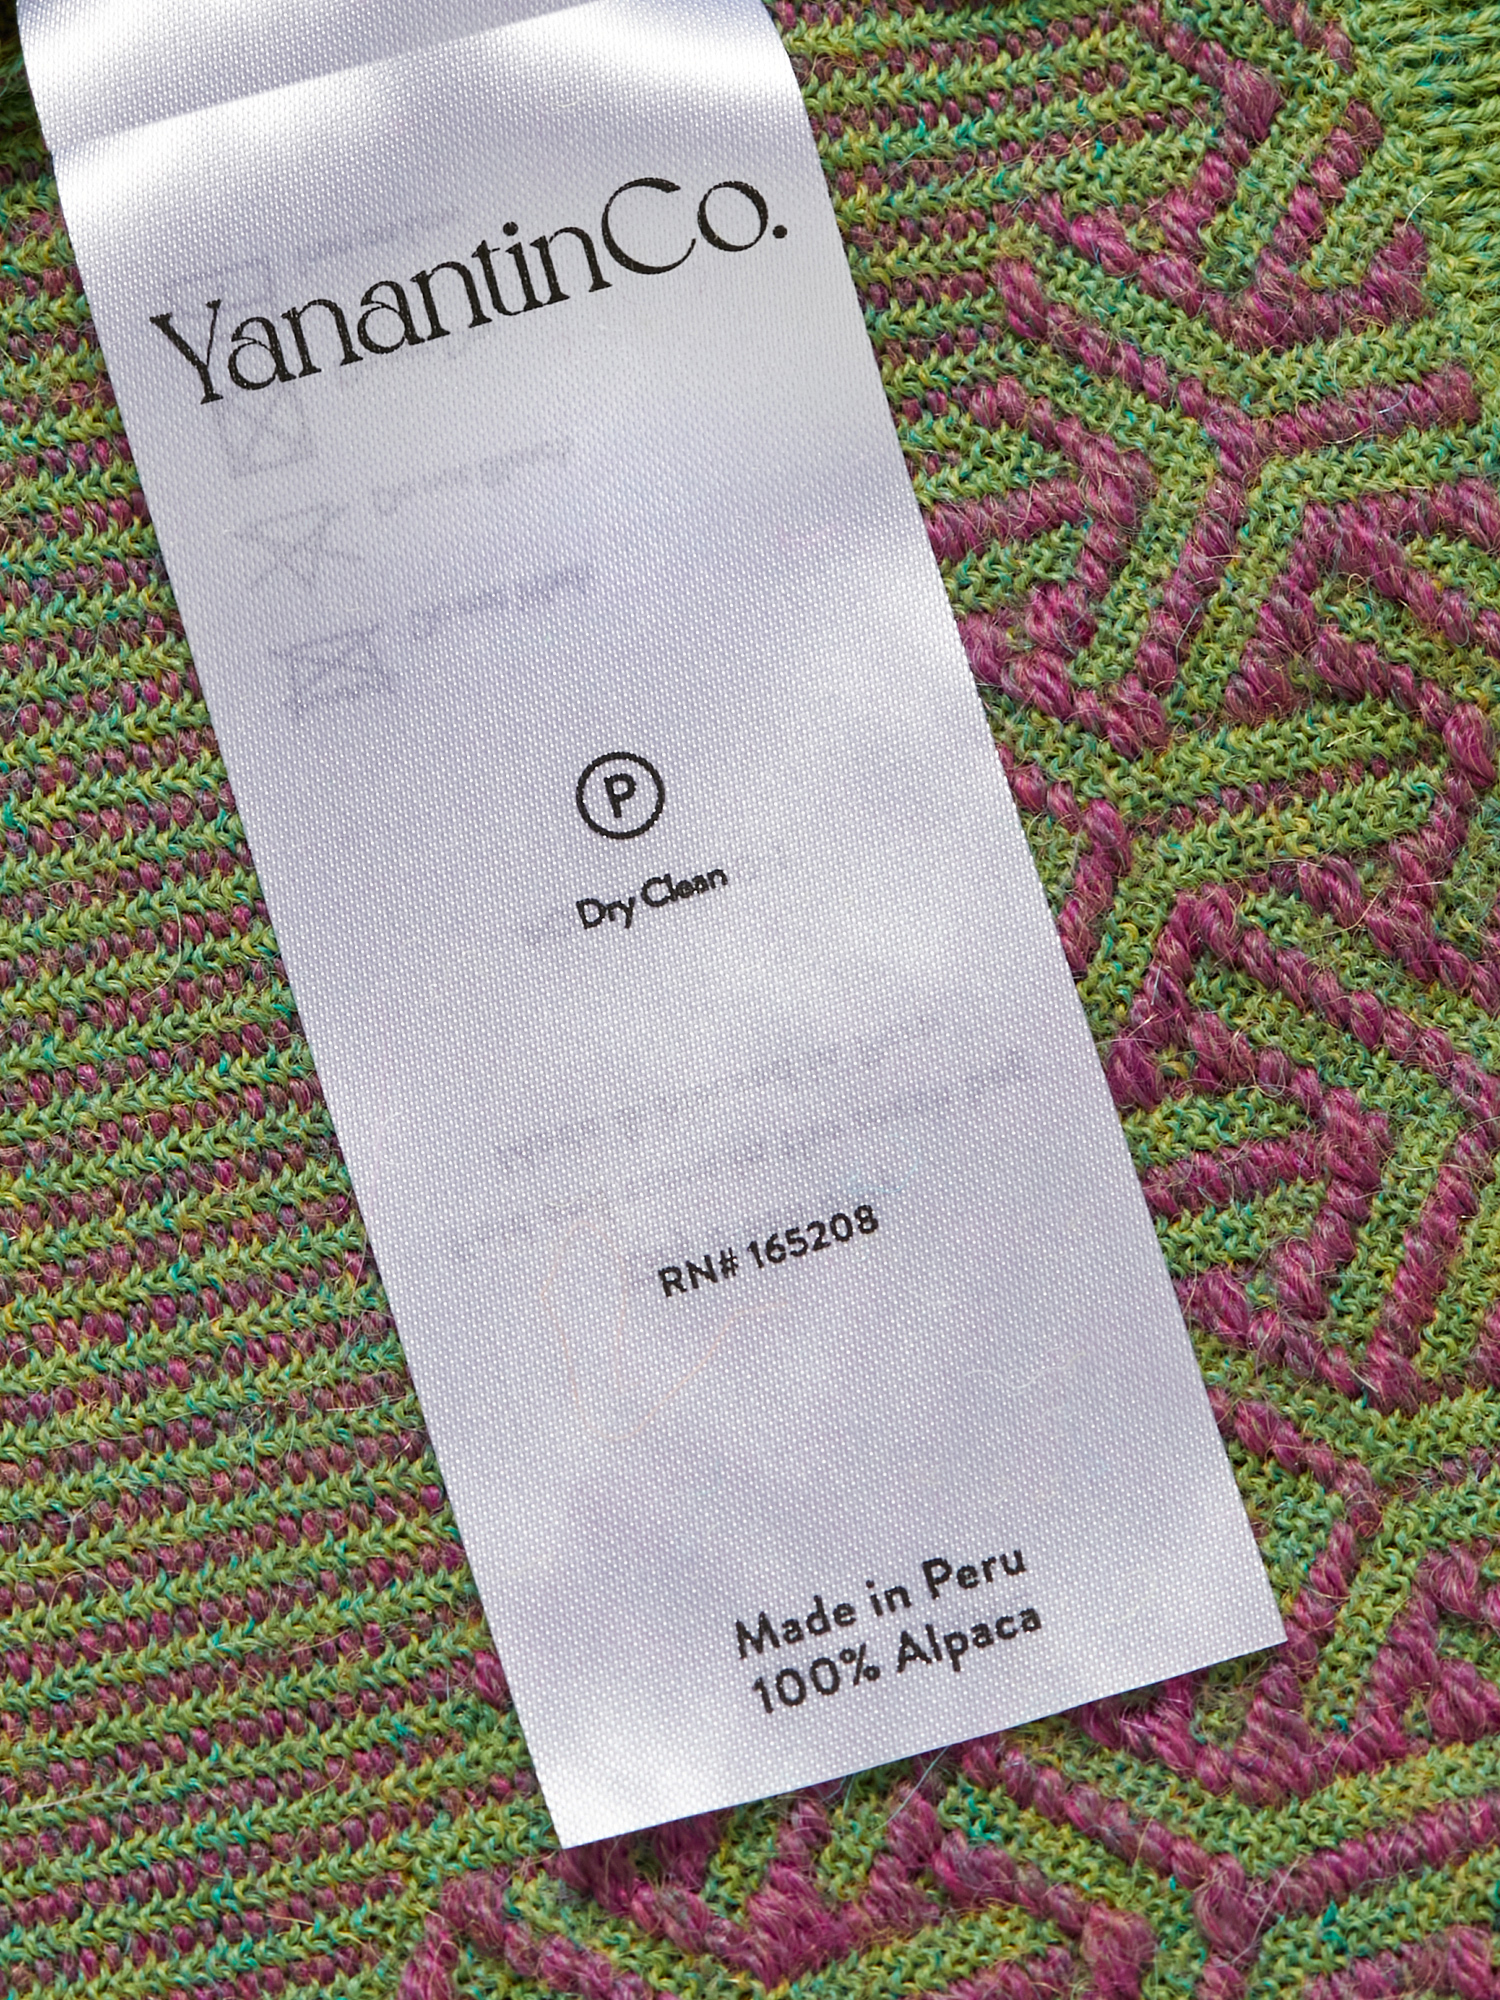 YanantinCo.
P
Dry Clean
RN# 165208
Made in Peru
100% Alpaca